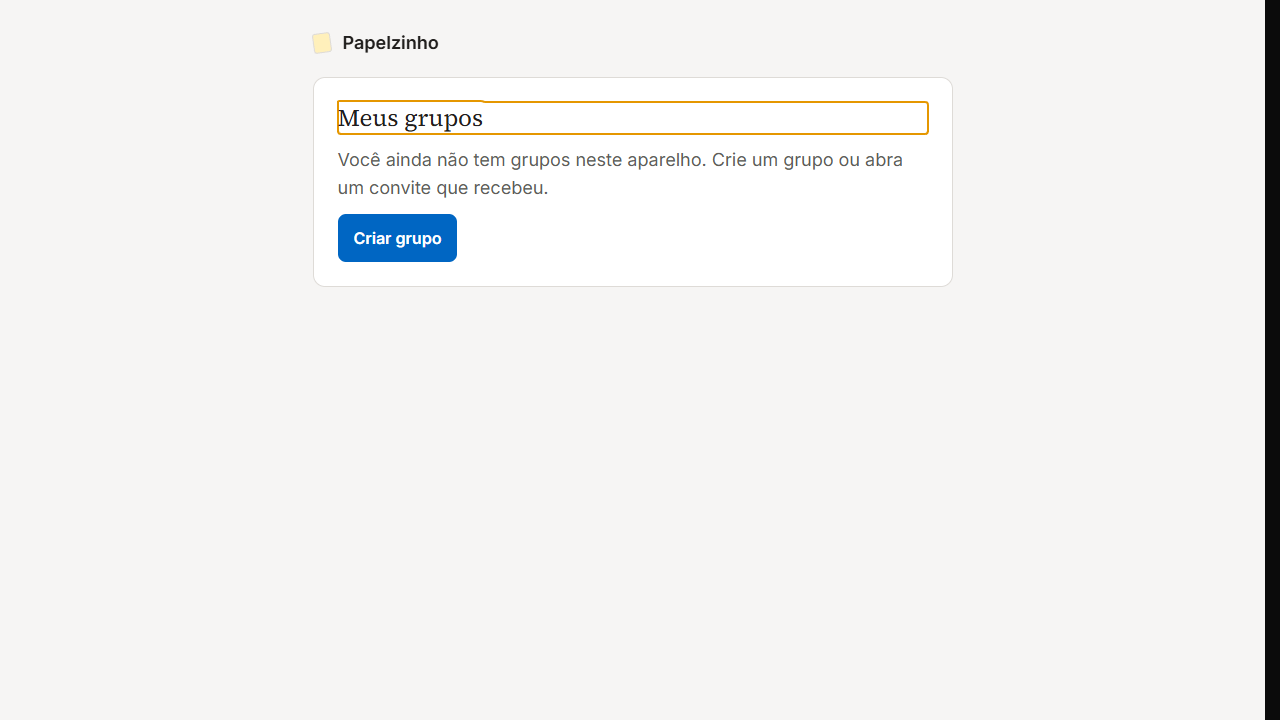 Papelzinho
Meus grupos
Você ainda não tem grupos neste aparelho. Crie um grupo ou abra
um convite que recebeu.
Criar grupo